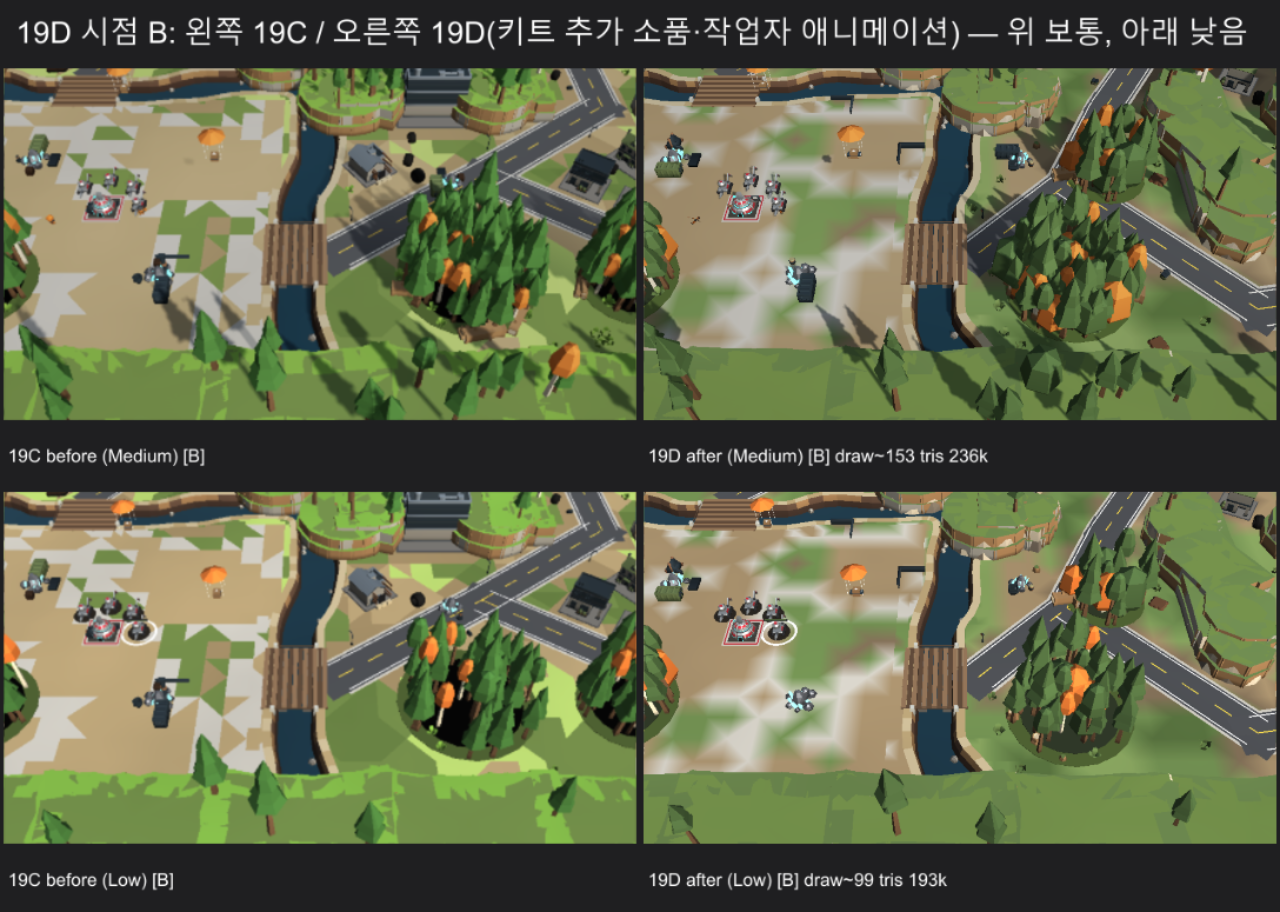 19D 시점 B: 왼쪽 19C / 오른쪽 19D(키트 추가 소품·작업자 애니메이션) — 위 보통, 아래 낮음
19C before (Medium) [B]
19D after (Medium) [B] draw~153 tris 236k
19C before (Low) [B]
19D after (Low) [B] draw~99 tris 193k